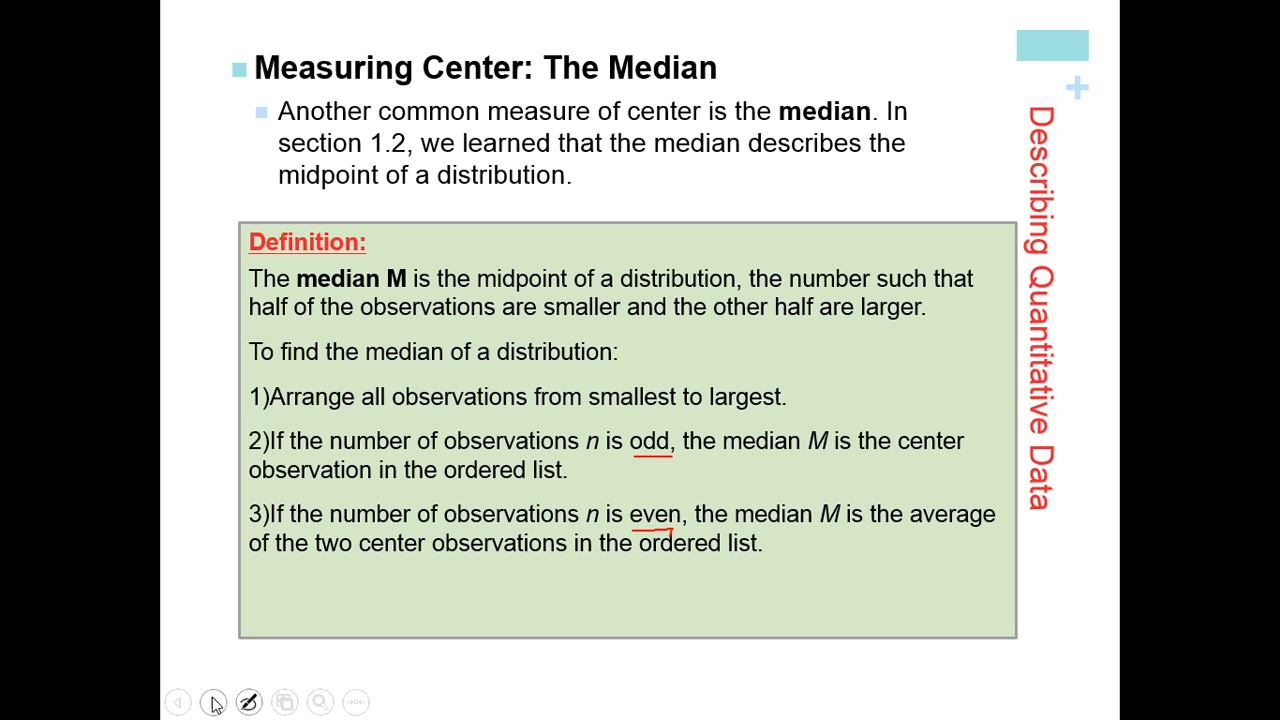 Measuring Center: The Median
Another common measure of center is the median. In
section 1.2, we learned that the median describes the
midpoint of a distribution.
Definition:
The median M is the midpoint of a distribution, the number such that
half of the observations are smaller and the other half are larger.
To find the median of a distribution:
1)Arrange all observations from smallest to largest.
2)If the number of observations n is odd, the median M is the center
observation in the ordered list.
3)If the number of observations n is even, the median M is the average
of the two center observations in the ordered list.
+
Describing Quantitative Data